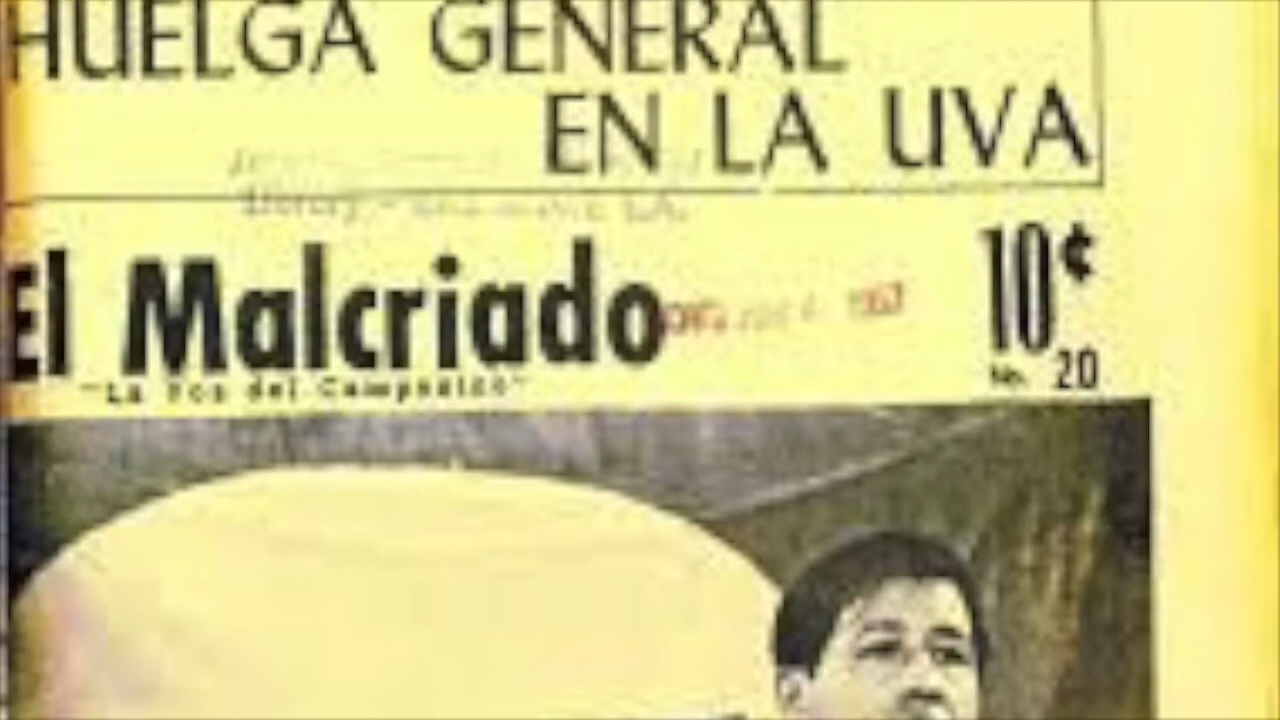 HUELGA GENERAL
EN LA UVA
El Malcriado
10¢
"La Voz del Campesino"
No. 20